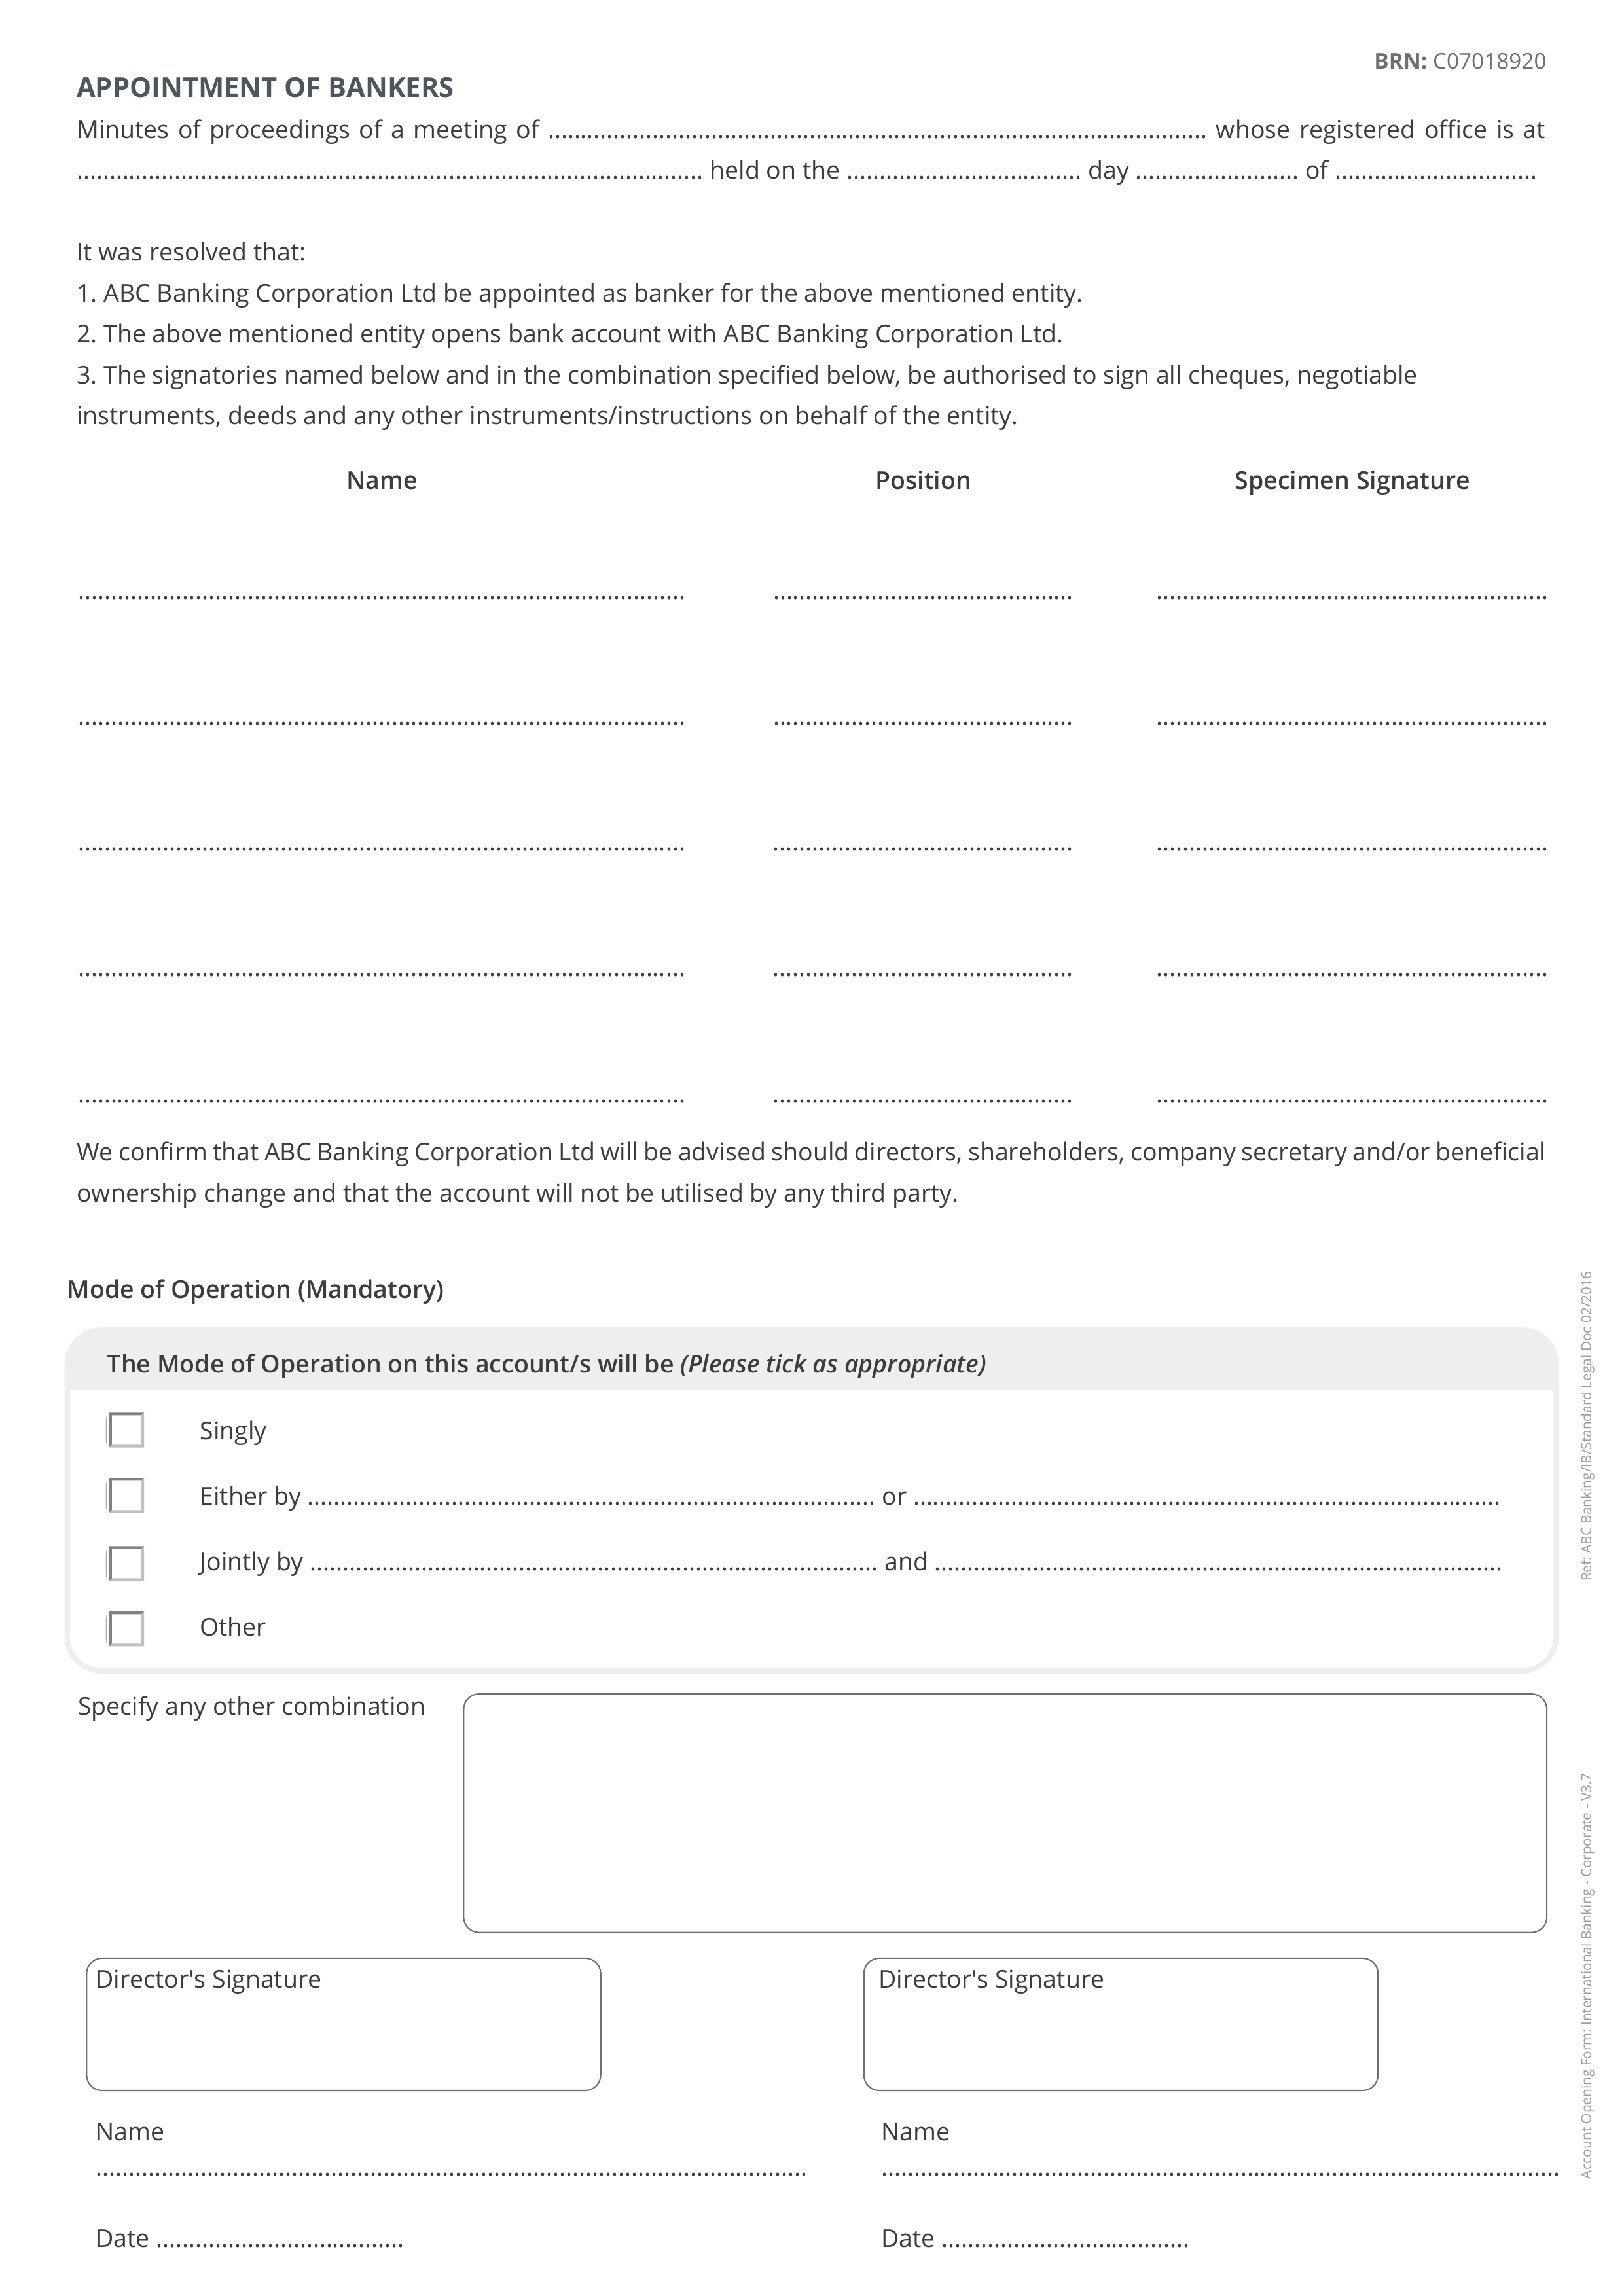 BRN: C07018920
APPOINTMENT OF BANKERS
Minutes of proceedings of a meeting of ..................................................................................................... whose registered office is at
................................................................................................ held on the .................................... day ......................... of ...............................
It was resolved that:
1. ABC Banking Corporation Ltd be appointed as banker for the above mentioned entity.
2. The above mentioned entity opens bank account with ABC Banking Corporation Ltd.
3. The signatories named below and in the combination specified below, be authorised to sign all cheques, negotiable
instruments, deeds and any other instruments/instructions on behalf of the entity.
Name Position Specimen Signature
............................................................................................. .............................................. ............................................................
............................................................................................. .............................................. ............................................................
............................................................................................. .............................................. ............................................................
............................................................................................. .............................................. ............................................................
............................................................................................. .............................................. ............................................................
We confirm that ABC Banking Corporation Ltd will be advised should directors, shareholders, company secretary and/or beneficial
ownership change and that the account will not be utilised by any third party.
Mode of Operation (Mandatory)
The Mode of Operation on this account/s will be (Please tick as appropriate)
Singly
Either by ....................................................................................... or ..........................................................................................
Jointly by ....................................................................................... and .......................................................................................
Other
Specify any other combination
Director's Signature Director's Signature
Name Name
............................................................................................................. ........................................................................................................
Date ...................................... Date ......................................
Ref: ABC Banking/IB/Standard Legal Doc 02/2016
Account Opening Form: International Banking - Corporate - V3.7